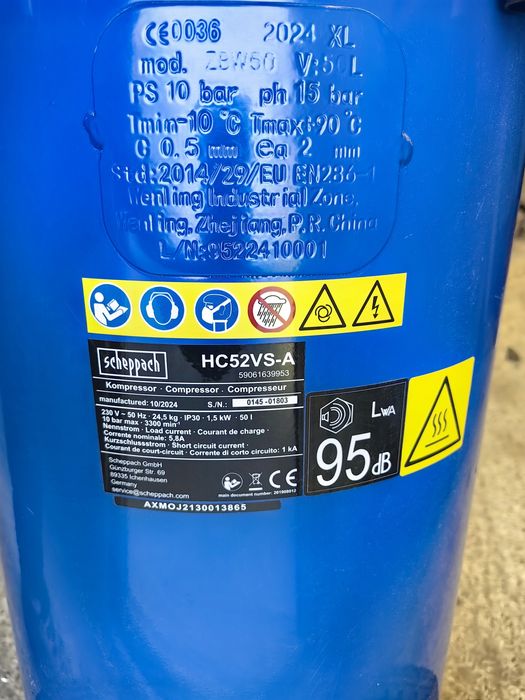 CE0036 2024 XL
mod. ZBW50 V:50L
PS 10 bar ph 15 bar
Tmin-10 °C Tmax+90 °C
G 0.5 mm ea 2 mm
Std:2014/29/EU EN286-1
Wenling Industrial Zone,
Wenling, Zhejiang, P.R. China
L/N:9522410001
scheppach
HC52VS-A
59061639953
Kompressor · Compressor · Compresseur
manufactured: 10/2024 S./N.: 0145 -01803
230 V ~ 50 Hz · 24,5 kg · IP30 · 1,5 kW · 50 l
10 bar max · 3300 min⁻¹
Nennstrom · Load current · Courant de charge ·
Corrente nominale: 5,8A
Kurzschlussstrom · Short circuit current ·
Courant de court-circuit · Corrente di corto circuito: 1 kA
Scheppach GmbH
Günzburger Str. 69
89335 Ichenhausen
Germany
service@scheppach.com
CE
main document number: 201908012
AXMOJ2130013865
LWA
95dB